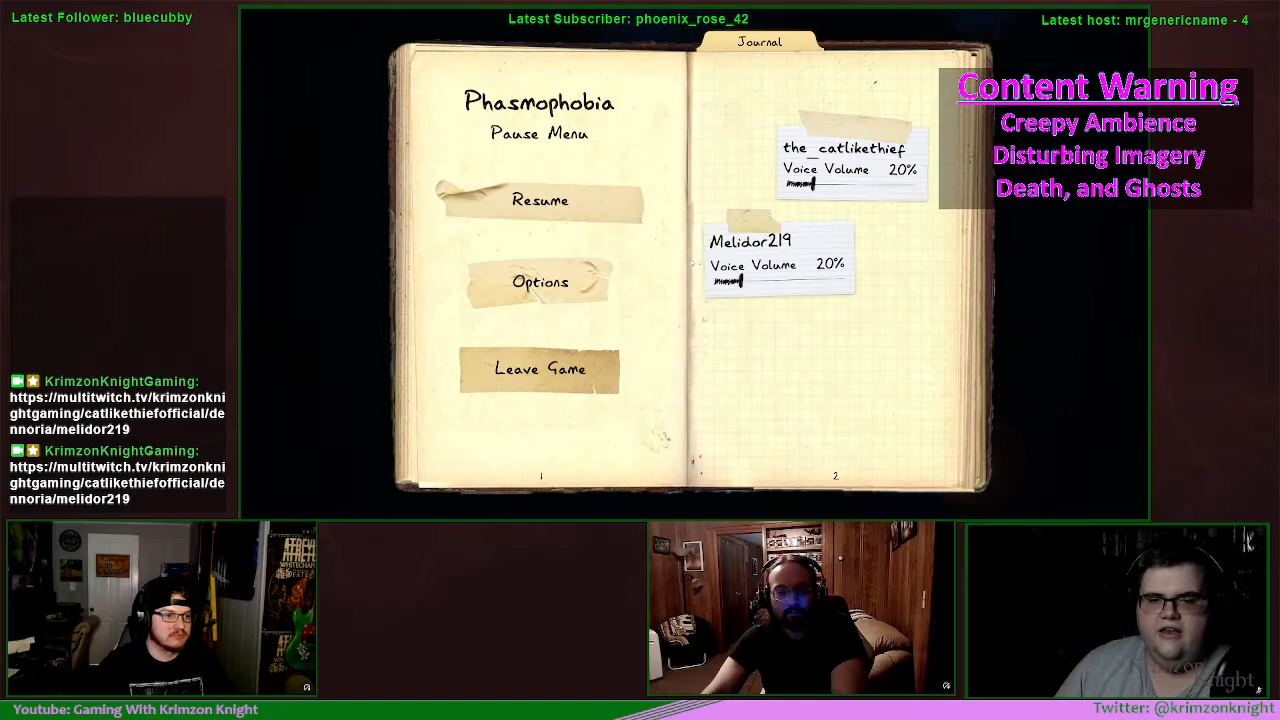 Latest Follower: bluecubby
Latest Subscriber: phoenix_rose_42
Latest host: mrgenericname - 4
Journal
Phasmophobia
Pause Menu
Resume
Options
Leave Game
1
the_catlikethief
Voice Volume 20%
Melidor219
Voice Volume 20%
2
Content Warning
Creepy Ambience
Disturbing Imagery
Death, and Ghosts
KrimzonKnightGaming:
https://multitwitch.tv/krimzonkni
ghtgaming/catlikethiefofficial/de
nnoria/melidor219
KrimzonKnightGaming:
https://multitwitch.tv/krimzonkni
ghtgaming/catlikethiefofficial/de
nnoria/melidor219
WHITECHAPEL
Knight
Youtube: Gaming With Krimzon Knight
Twitter: @krimzonknight